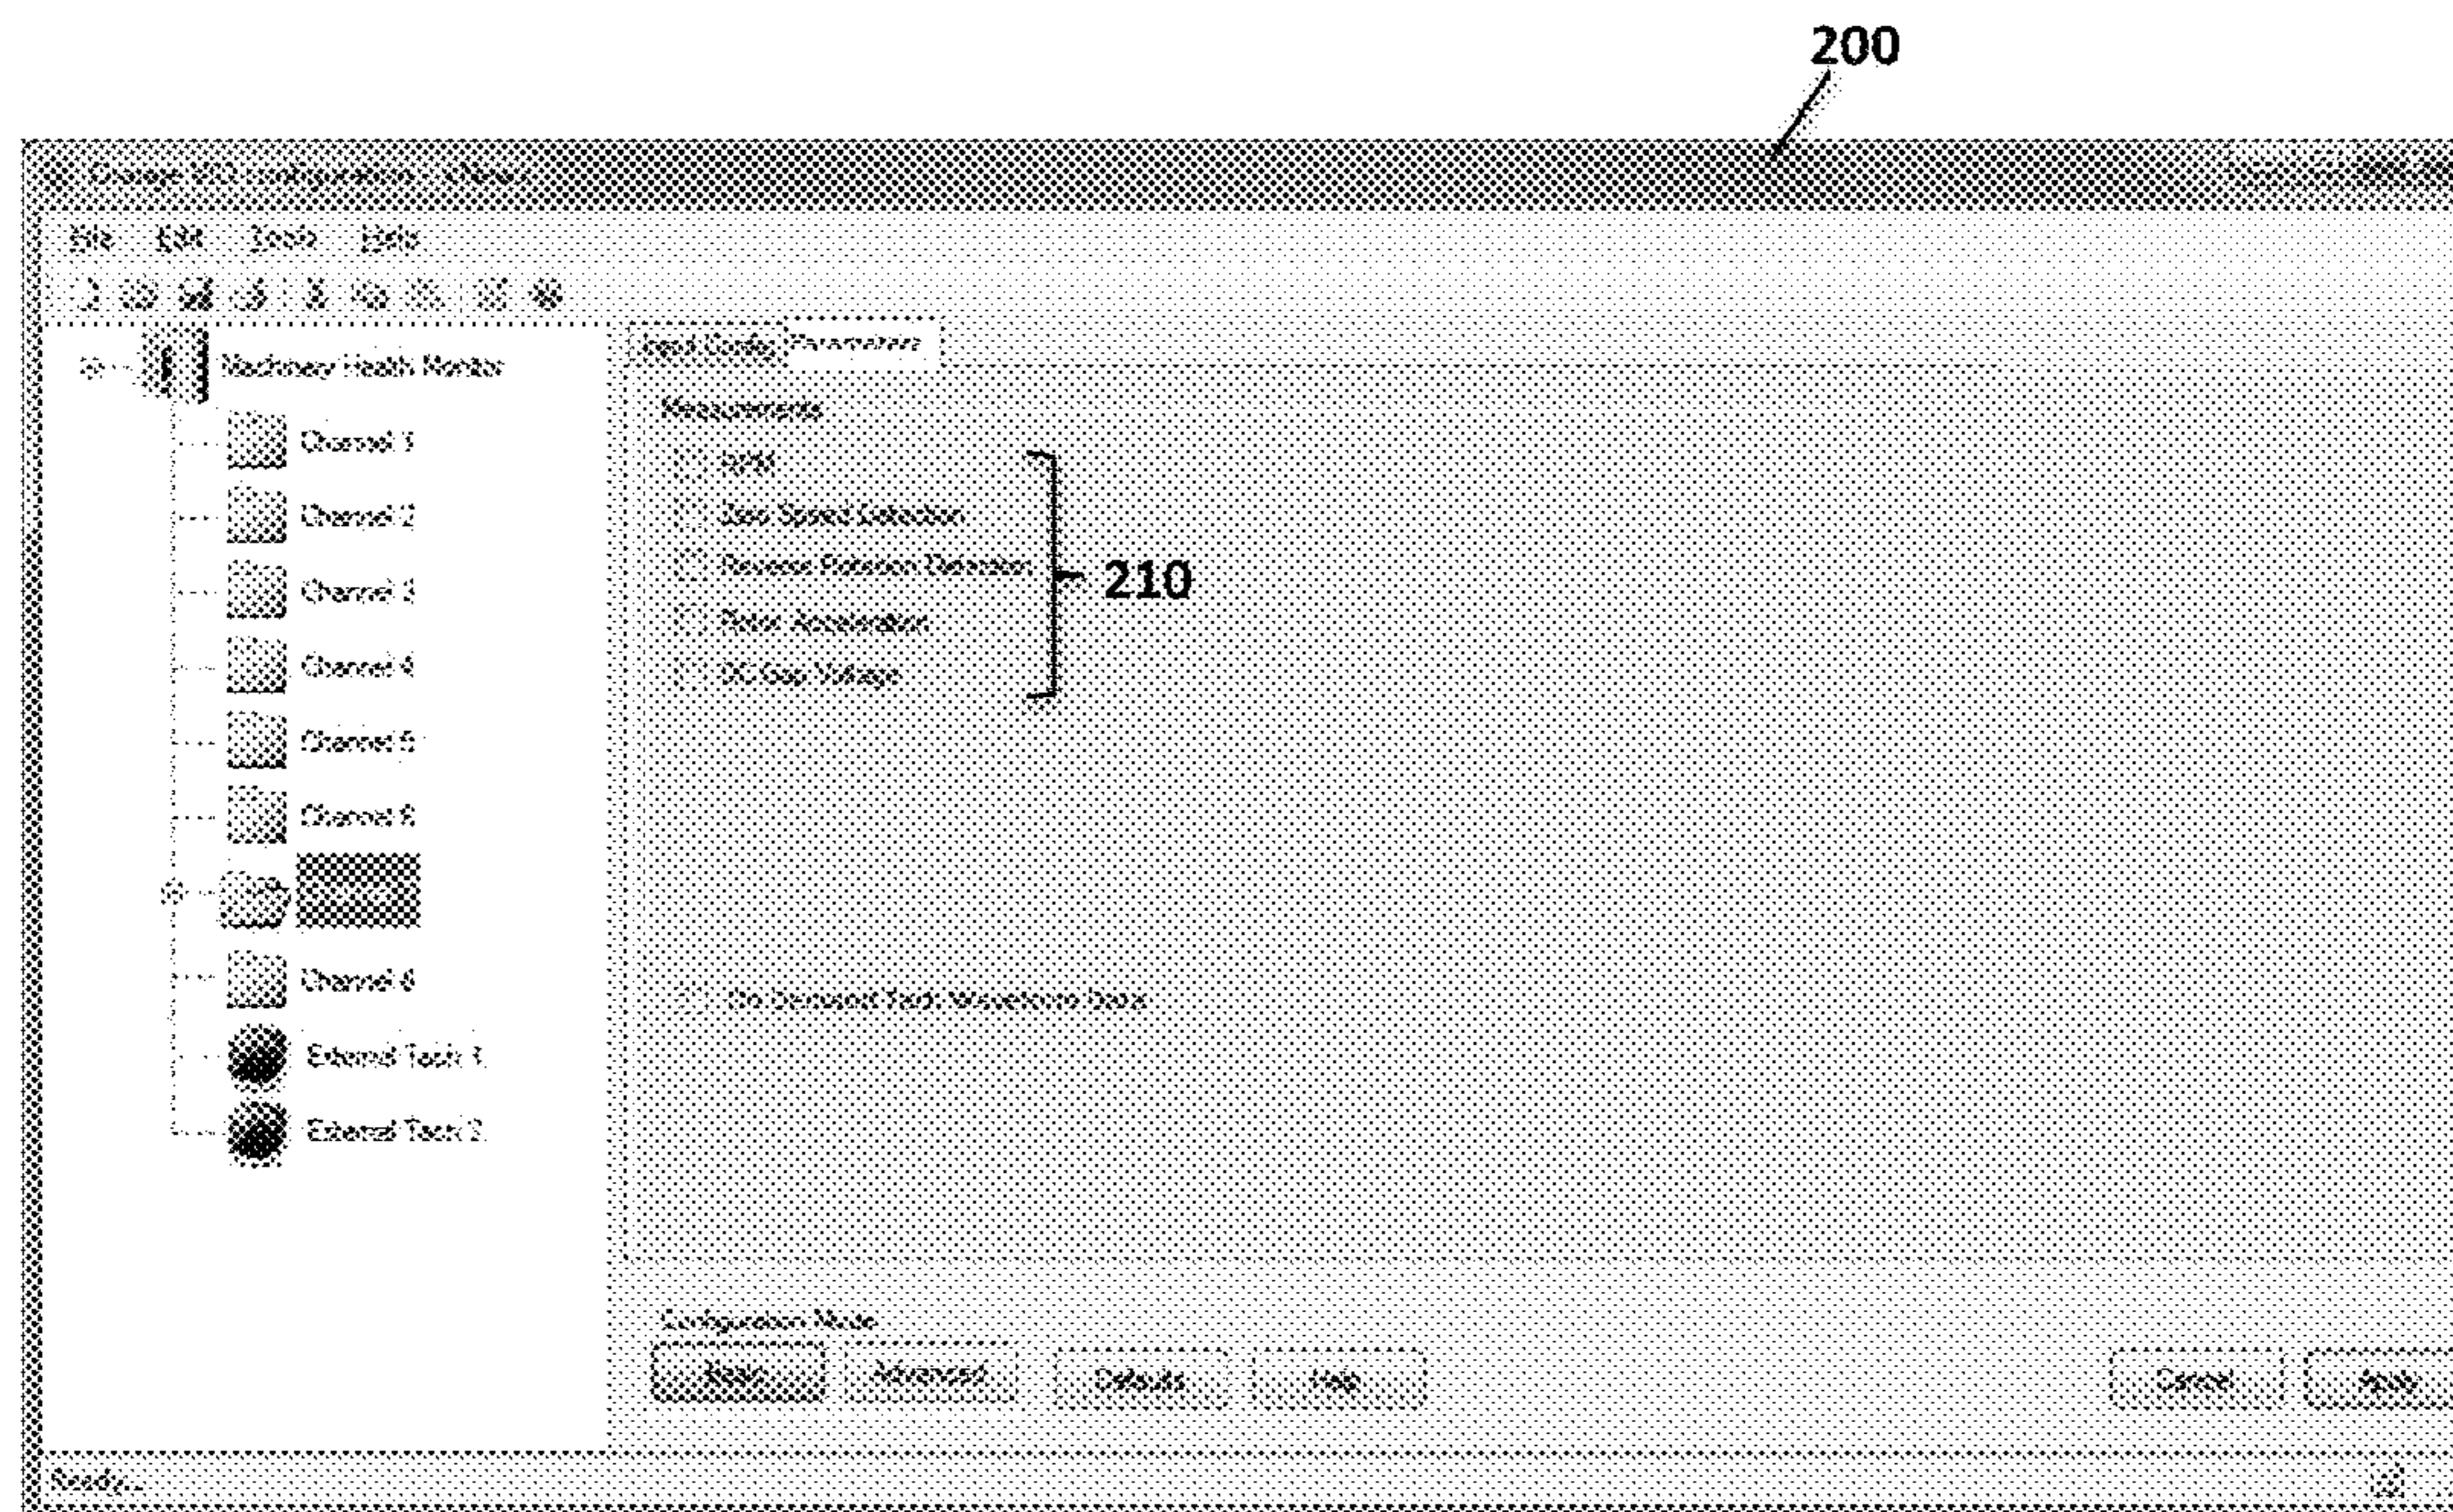 200
Change configuration
File Edit Tools Help
Machinery Health Monitor
Channel 1
Channel 2
Channel 3
Channel 4
Channel 5
Channel 6
Channel 8
External Tach 1
External Tach 2
Input Config Parameters
Measurements
RPM
Zero Speed Detection
Reverse Rotation Detection
Rotor Acceleration
DC Gap Voltage
210
On Demand Tach Waveform Data
Configuration Mode
Basic Advanced Defaults Help Cancel Apply
Ready...